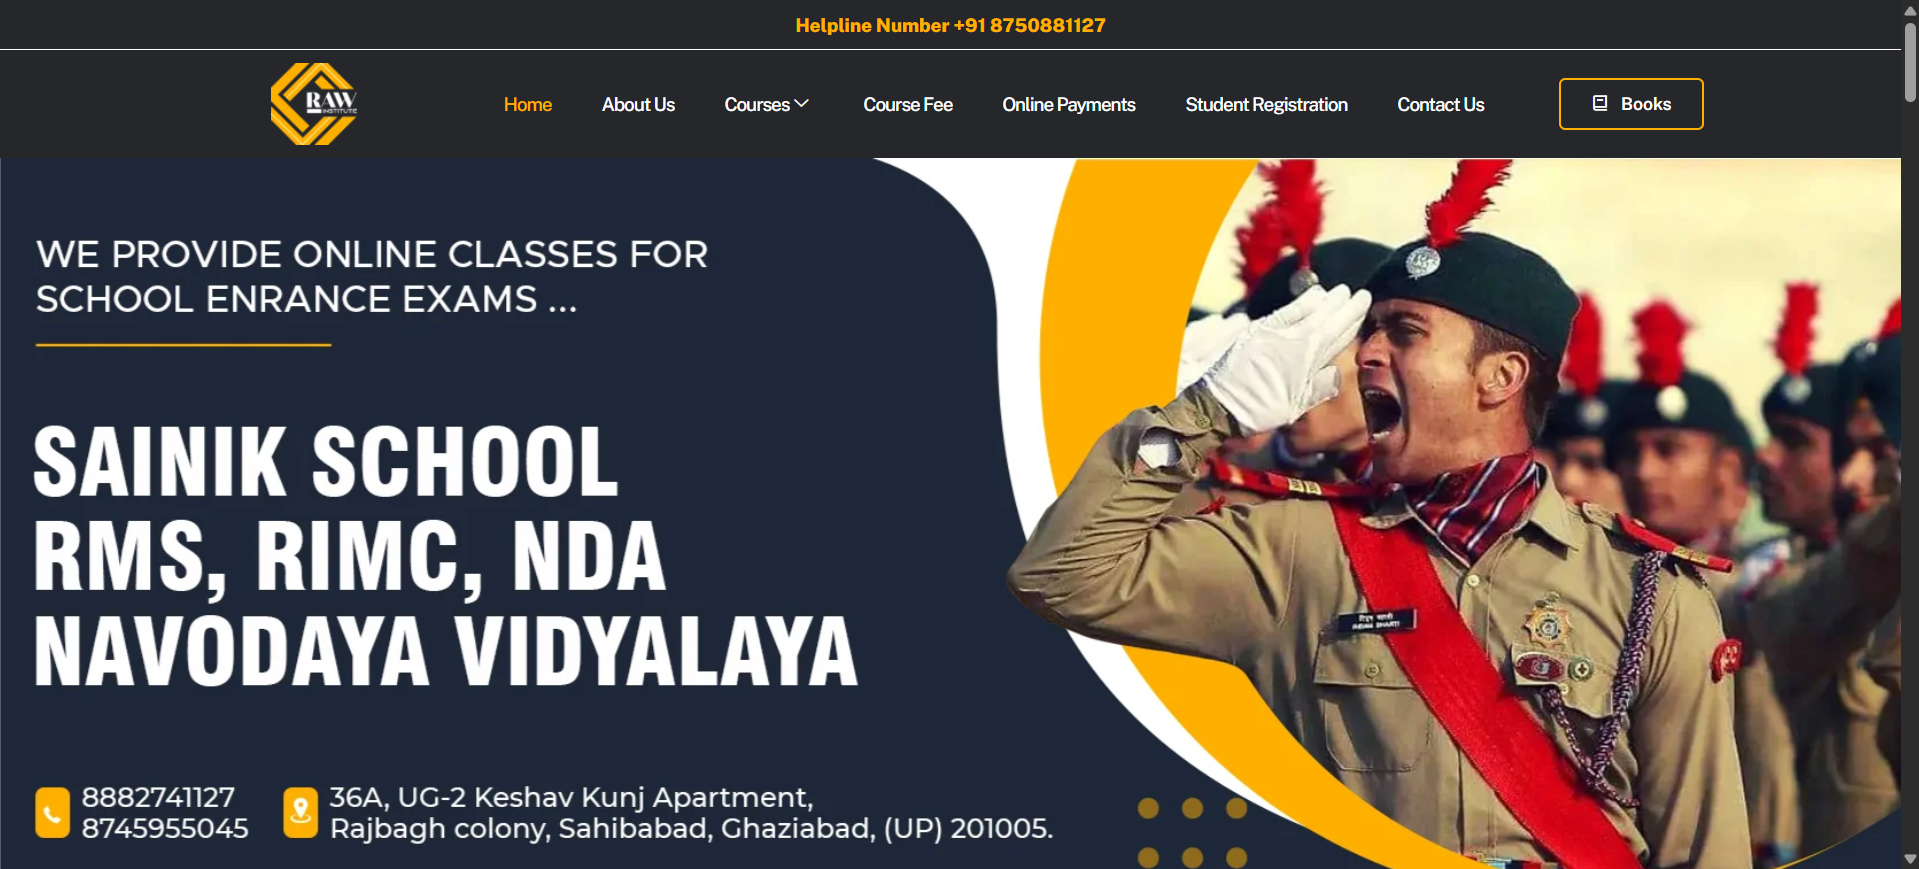 Helpline Number +91 8750881127
RAW
INSTITUTE
Home
About Us
Courses
Course Fee
Online Payments
Student Registration
Contact Us
Books
WE PROVIDE ONLINE CLASSES FOR
SCHOOL ENRANCE EXAMS ...
SAINIK SCHOOL
RMS, RIMC, NDA
NAVODAYA VIDYALAYA
8882741127
8745955045
36A, UG-2 Keshav Kunj Apartment,
Rajbagh colony, Sahibabad, Ghaziabad, (UP) 201005.